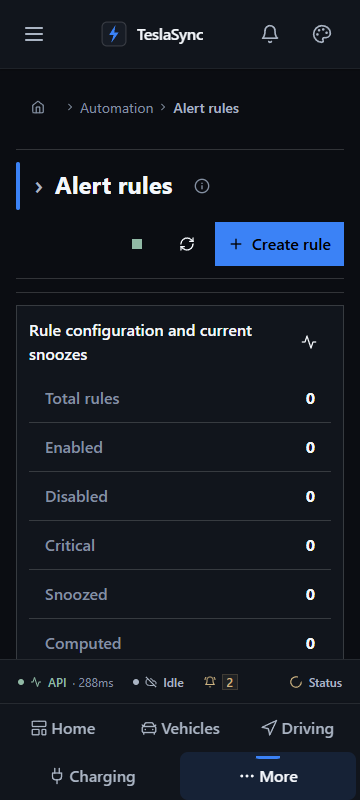 TeslaSync
Automation
Alert rules
Alert rules
Create rule
Rule configuration and current
snoozes
Total rules 0
Enabled 0
Disabled 0
Critical 0
Snoozed 0
Computed 0
API · 288ms Idle 2 Status
Home Vehicles Driving
Charging More